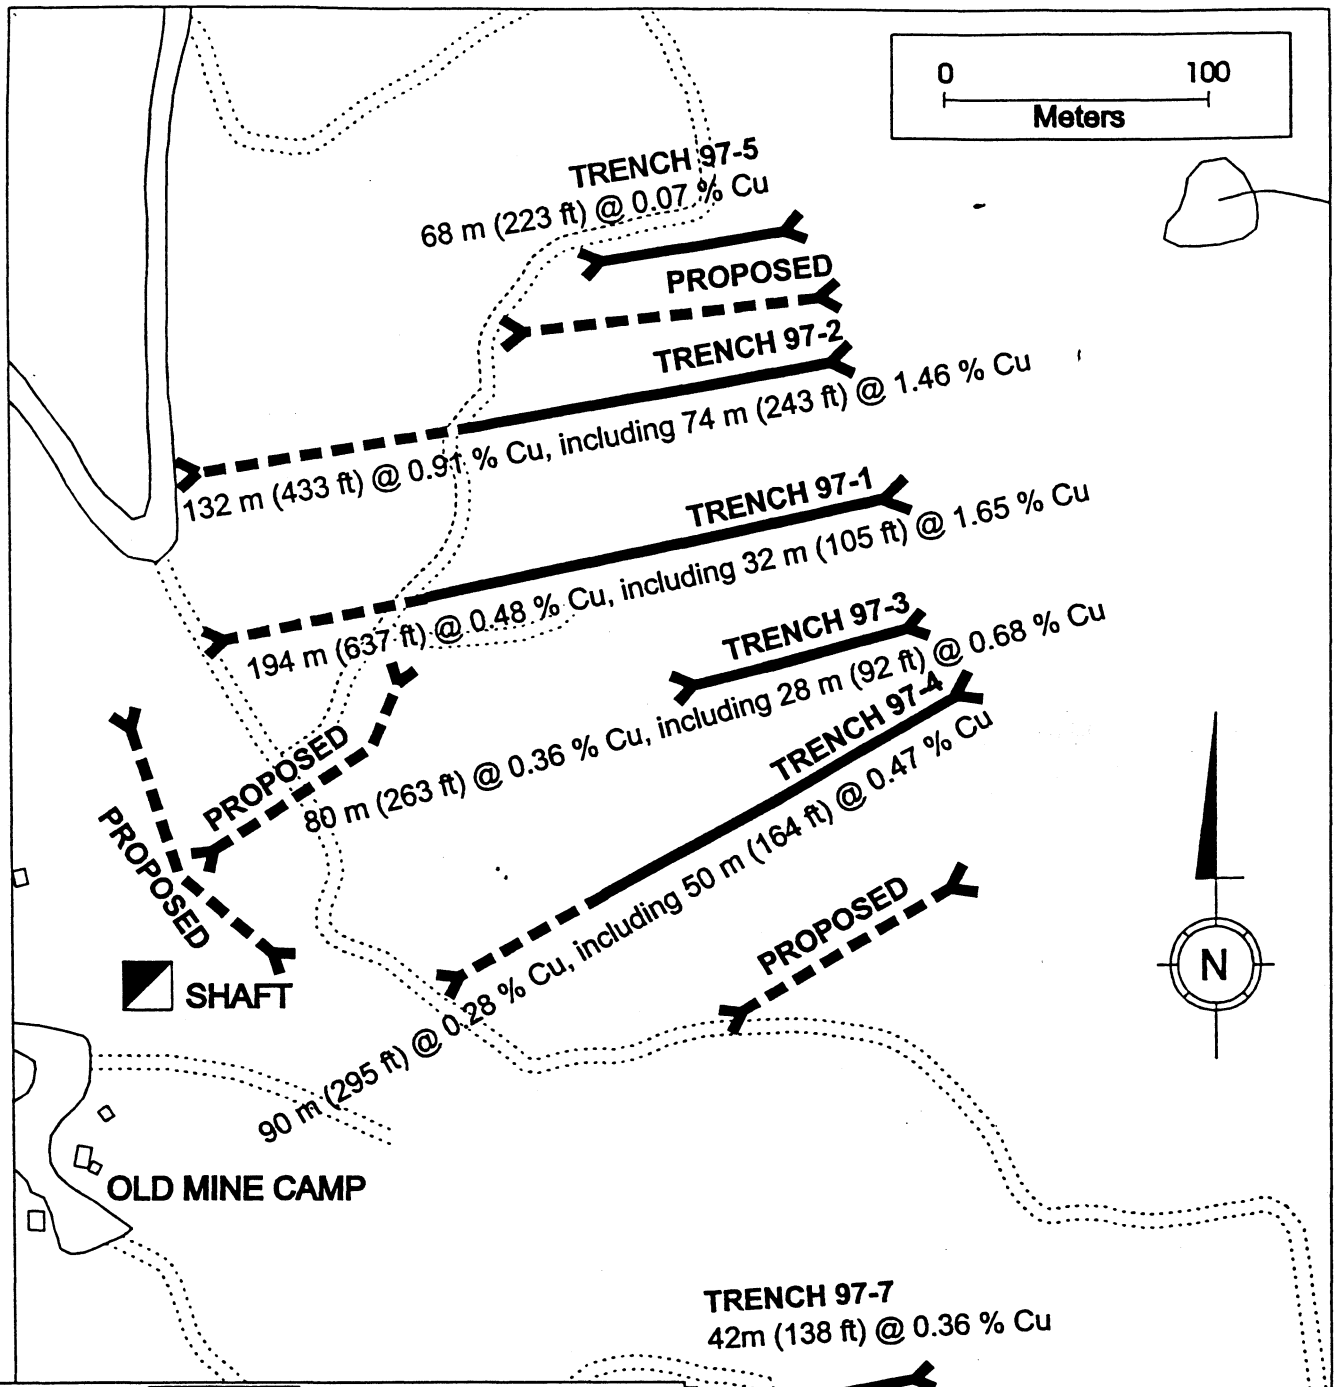 0 100
Meters
TRENCH 97-5
68 m (223 ft) @ 0.07 % Cu
PROPOSED
TRENCH 97-2
132 m (433 ft) @ 0.91 % Cu, including 74 m (243 ft) @ 1.46 % Cu
TRENCH 97-1
194 m (637 ft) @ 0.48 % Cu, including 32 m (105 ft) @ 1.65 % Cu
TRENCH 97-3
80 m (263 ft) @ 0.36 % Cu, including 28 m (92 ft) @ 0.68 % Cu
TRENCH 97-4
90 m (295 ft) @ 0.28 % Cu, including 50 m (164 ft) @ 0.47 % Cu
PROPOSED
PROPOSED
PROPOSED
N
SHAFT
OLD MINE CAMP
TRENCH 97-7
42m (138 ft) @ 0.36 % Cu